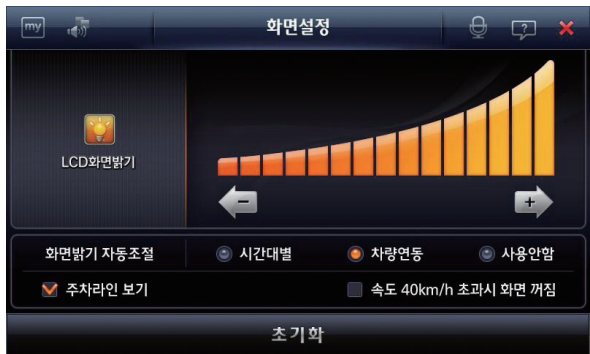 my 화면설정 ?
LCD화면밝기
- +
화면밝기 자동조절 시간대별 차량연동 사용안함
주차라인 보기 속도 40km/h 초과시 화면 꺼짐
초기화